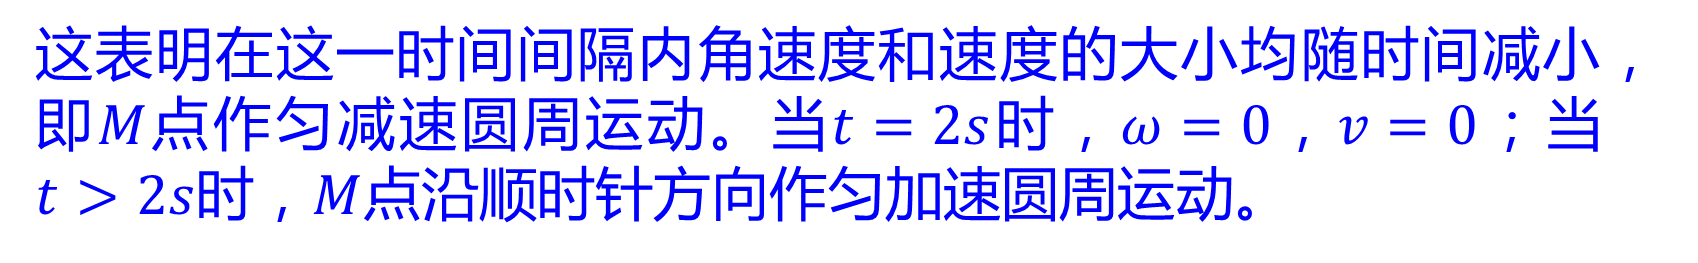 这表明在这一时间间隔内角速度和速度的大小均随时间减小，
即M点作匀减速圆周运动。当t = 2s时，ω = 0，v = 0；当
t > 2s时，M点沿顺时针方向作匀加速圆周运动。